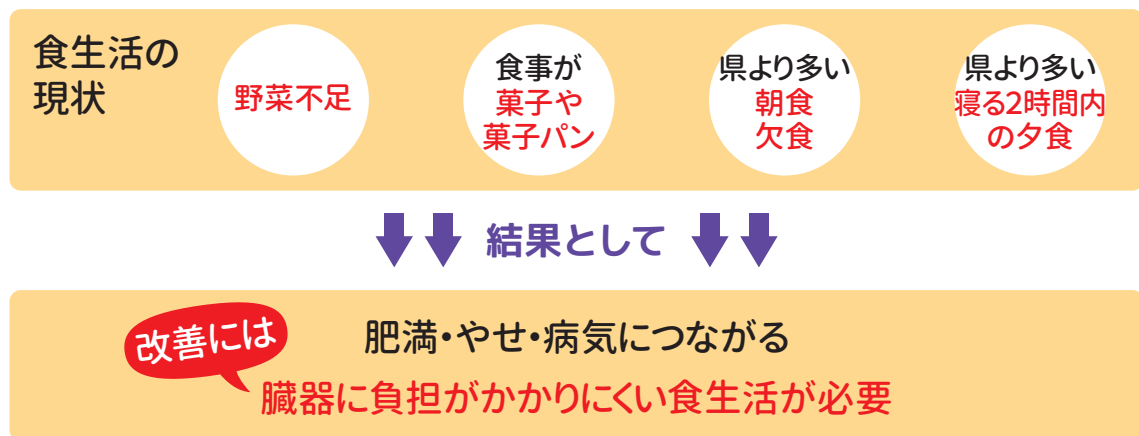 食生活の
現状
野菜不足
食事が
菓子や
菓子パン
県より多い
朝食
欠食
県より多い
寝る2時間内
の夕食
結果として
改善には
肥満・やせ・病気につながる
臓器に負担がかかりにくい食生活が必要